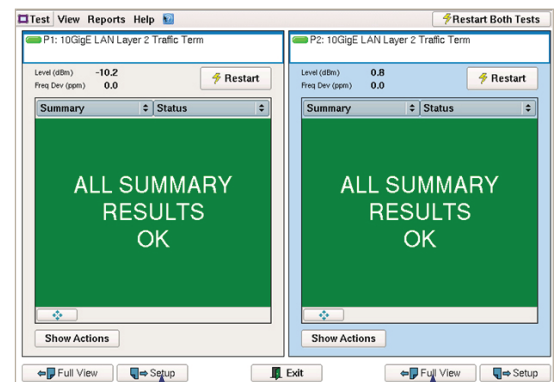 Test View Reports Help
Restart Both Tests
P1: 10GigE LAN Layer 2 Traffic Term
Level (dBm) -10.2
Freq Dev (ppm) 0.0
Restart
Summary Status
ALL SUMMARY
RESULTS
OK
Show Actions
Full View Setup
P2: 10GigE LAN Layer 2 Traffic Term
Level (dBm) 0.8
Freq Dev (ppm) 0.0
Restart
Summary Status
ALL SUMMARY
RESULTS
OK
Show Actions
Exit
Full View Setup